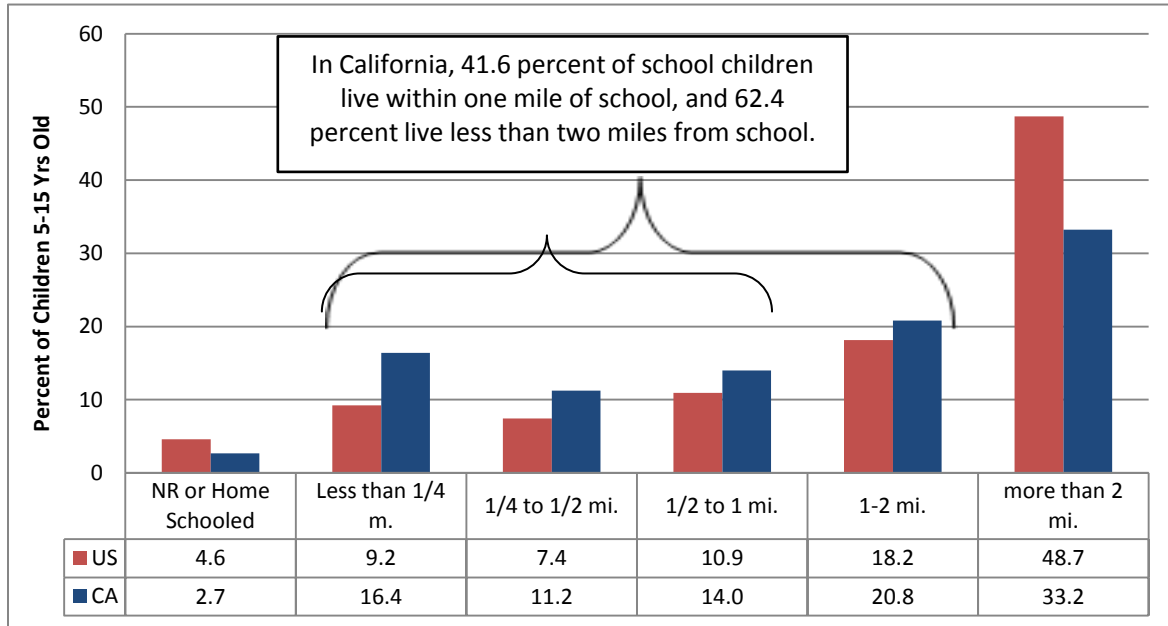 60
In California, 41.6 percent of school children
live within one mile of school, and 62.4
percent live less than two miles from school.
50
40
30
20
10
0
Percent of Children 5-15 Yrs Old
NR or Home
Schooled
Less than 1/4
m.
1/4 to 1/2 mi.
1/2 to 1 mi.
1-2 mi.
more than 2
mi.
US 4.6 9.2 7.4 10.9 18.2 48.7
CA 2.7 16.4 11.2 14.0 20.8 33.2